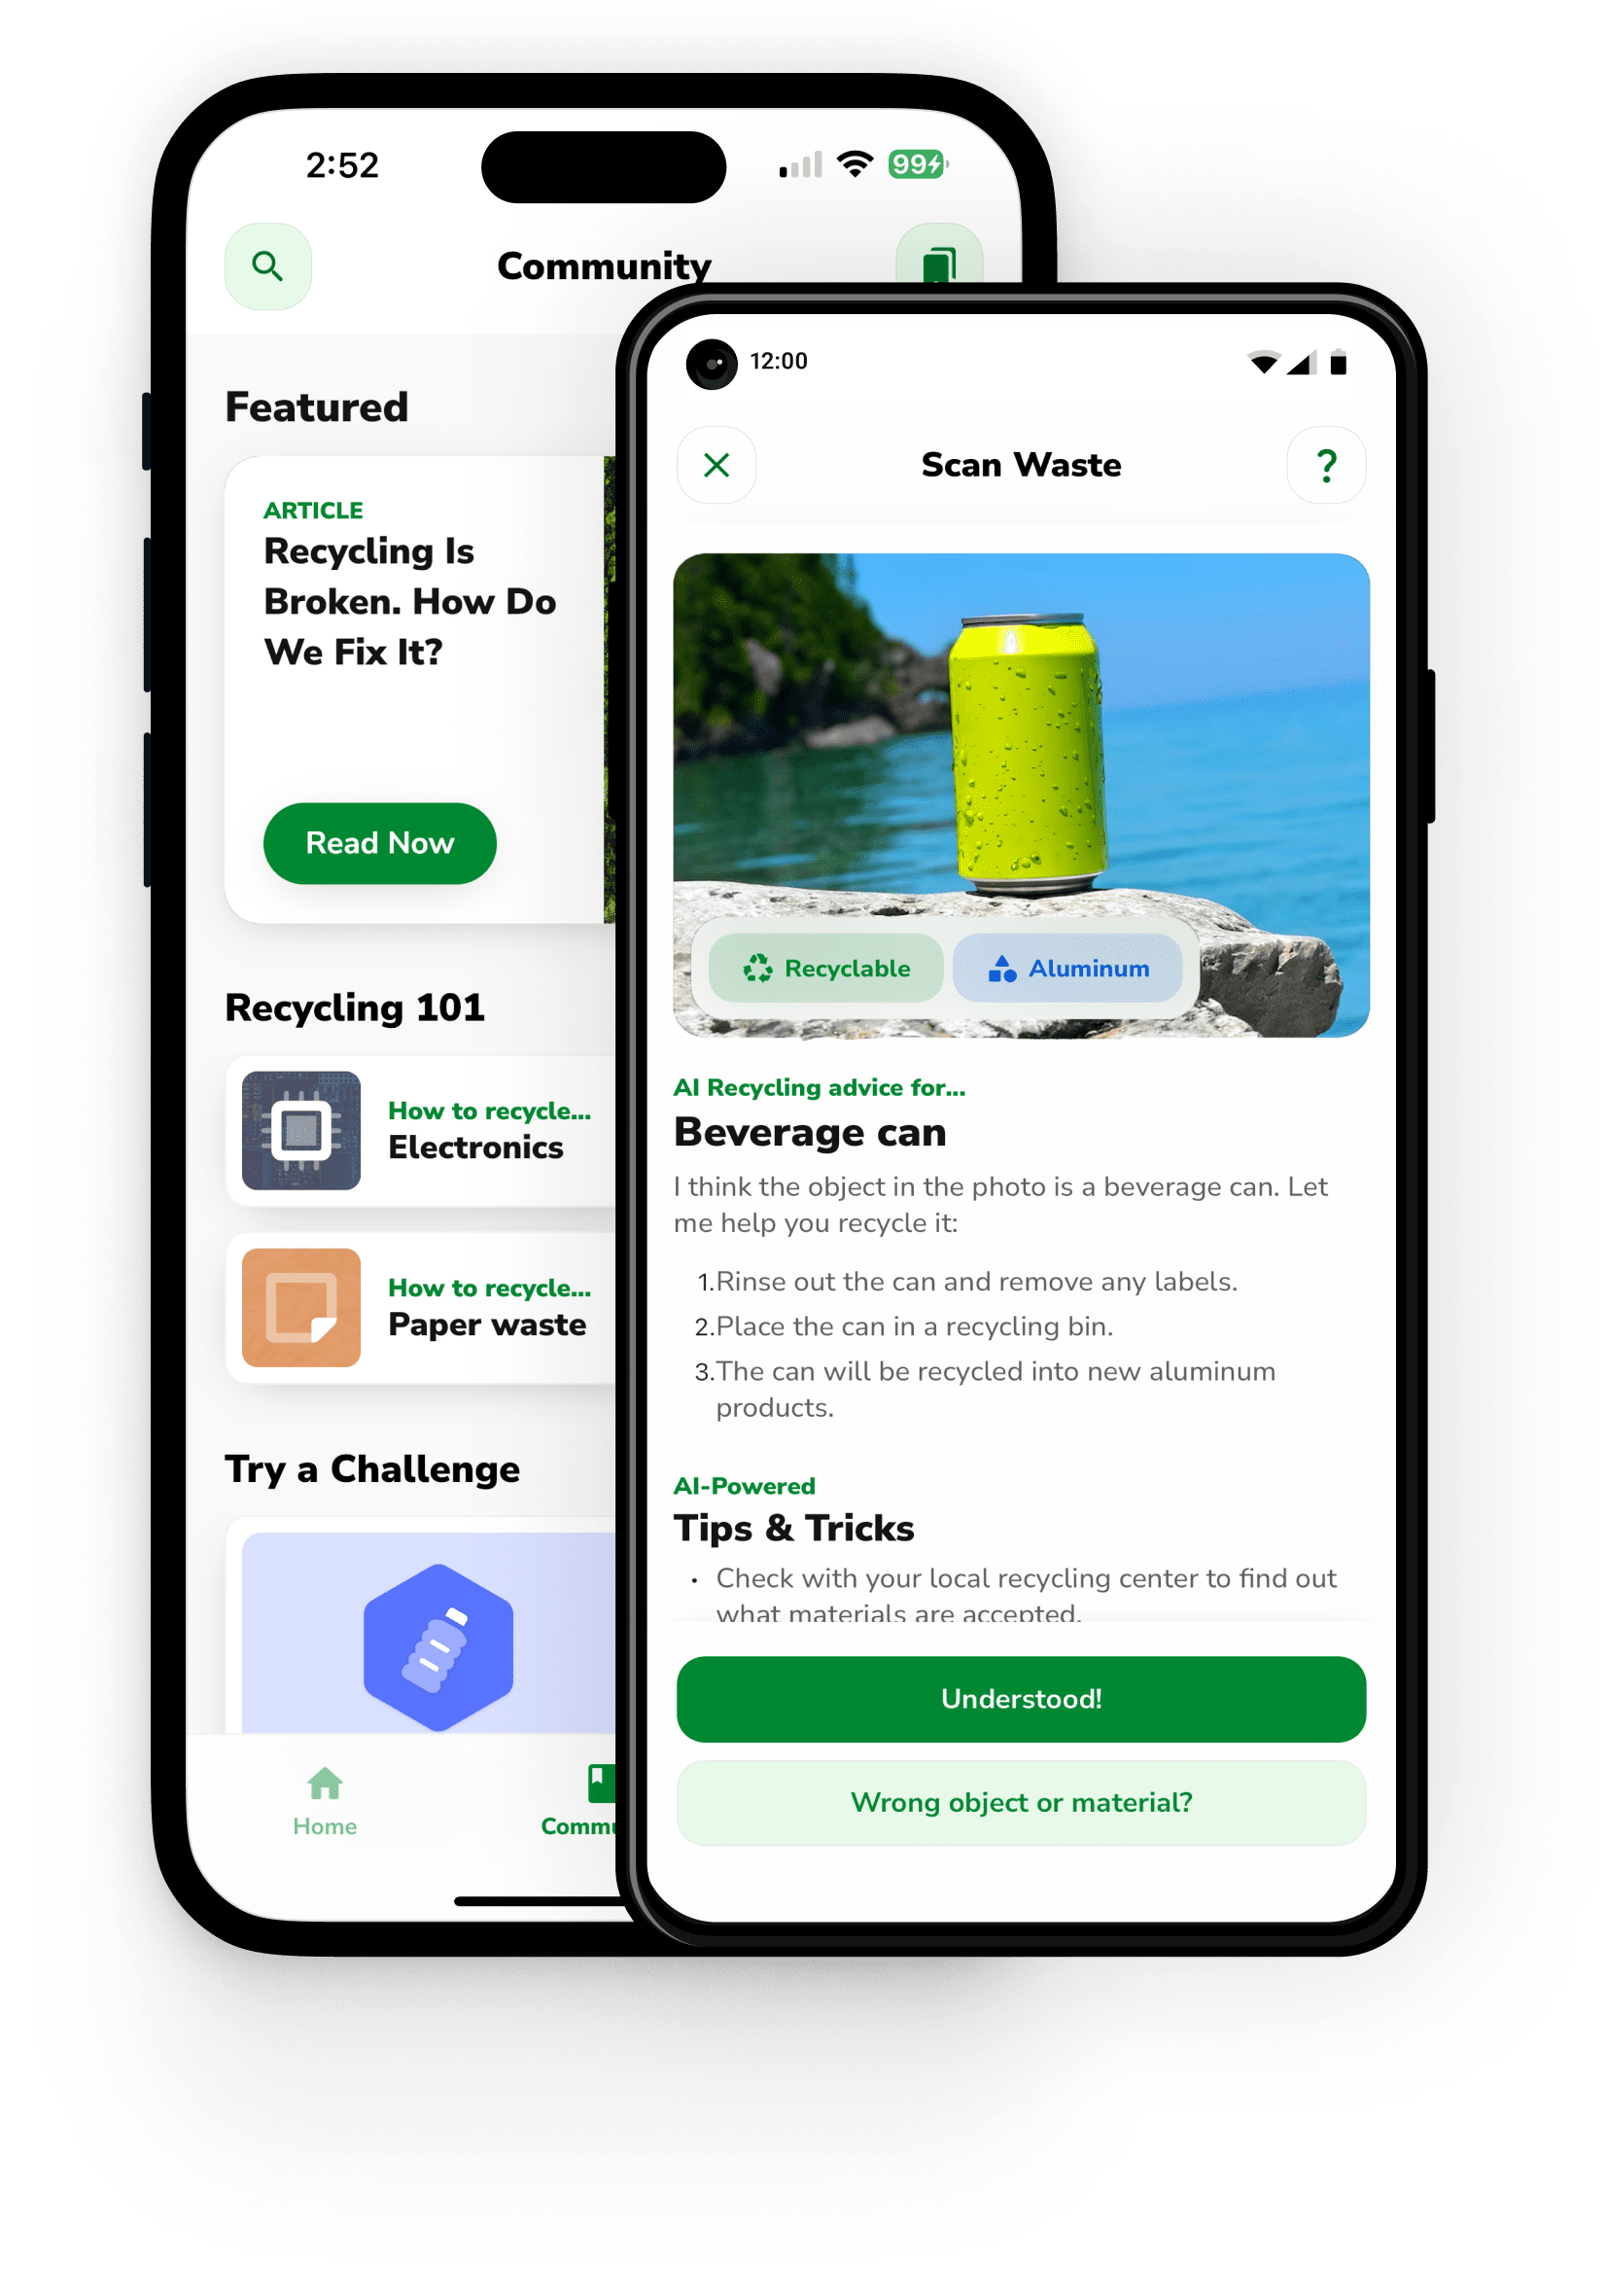 2:52
99
Community
Featured
ARTICLE
Recycling Is
Broken. How Do
We Fix It?
Read Now
Recycling 101
How to recycle...
Electronics
How to recycle...
Paper waste
Try a Challenge
Home
12:00
Scan Waste
?
Recyclable
Aluminum
AI Recycling advice for...
Beverage can
I think the object in the photo is a beverage can. Let
me help you recycle it:
1.Rinse out the can and remove any labels.
2.Place the can in a recycling bin.
3.The can will be recycled into new aluminum
products.
AI-Powered
Tips & Tricks
• Check with your local recycling center to find out
what materials are accepted.
Understood!
Wrong object or material?